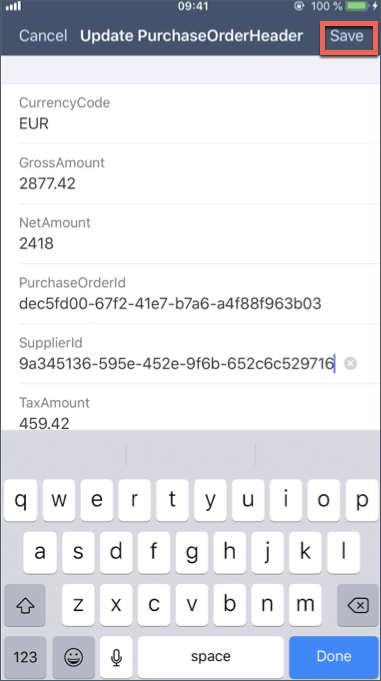 09:41 100 %
Cancel Update PurchaseOrderHeader Save
CurrencyCode
EUR
GrossAmount
2877.42
NetAmount
2418
PurchaseOrderId
dec5fd00-67f2-41e7-b7a6-a4f88f963b03
SupplierId
9a345136-595e-452e-9f6b-652c6c529716
TaxAmount
459.42
q w e r t y u i o p
a s d f g h j k l
z x c v b n m
123 space Done